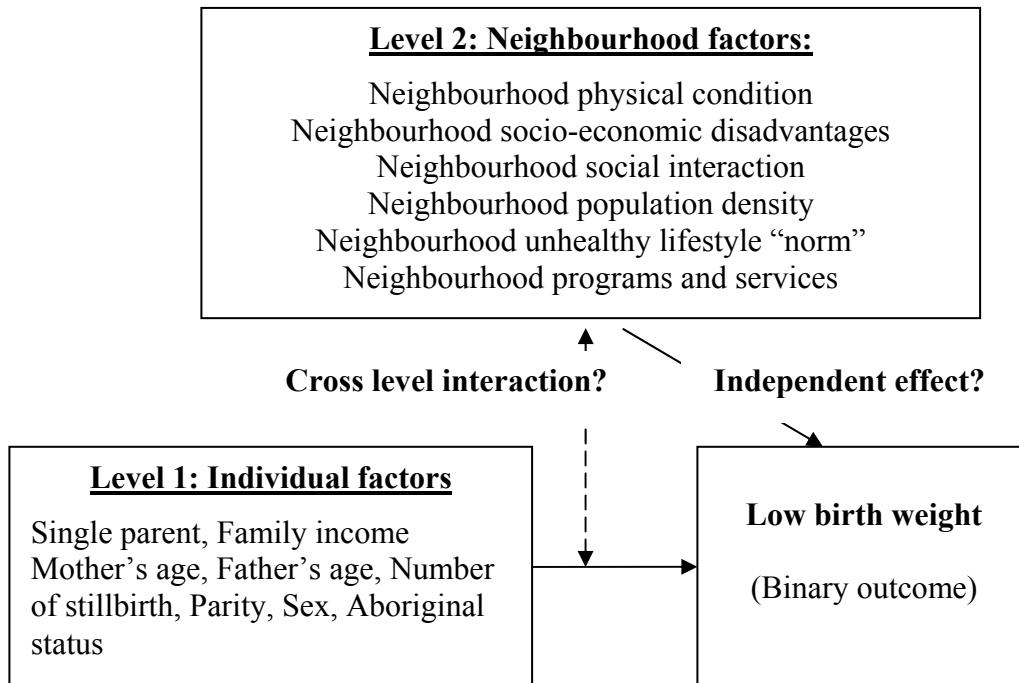 Level 2: Neighbourhood factors:
Neighbourhood physical condition
Neighbourhood socio-economic disadvantages
Neighbourhood social interaction
Neighbourhood population density
Neighbourhood unhealthy lifestyle “norm”
Neighbourhood programs and services
Cross level interaction?
Independent effect?
Level 1: Individual factors
Single parent, Family income
Mother’s age, Father’s age, Number
of stillbirth, Parity, Sex, Aboriginal
status
Low birth weight
(Binary outcome)